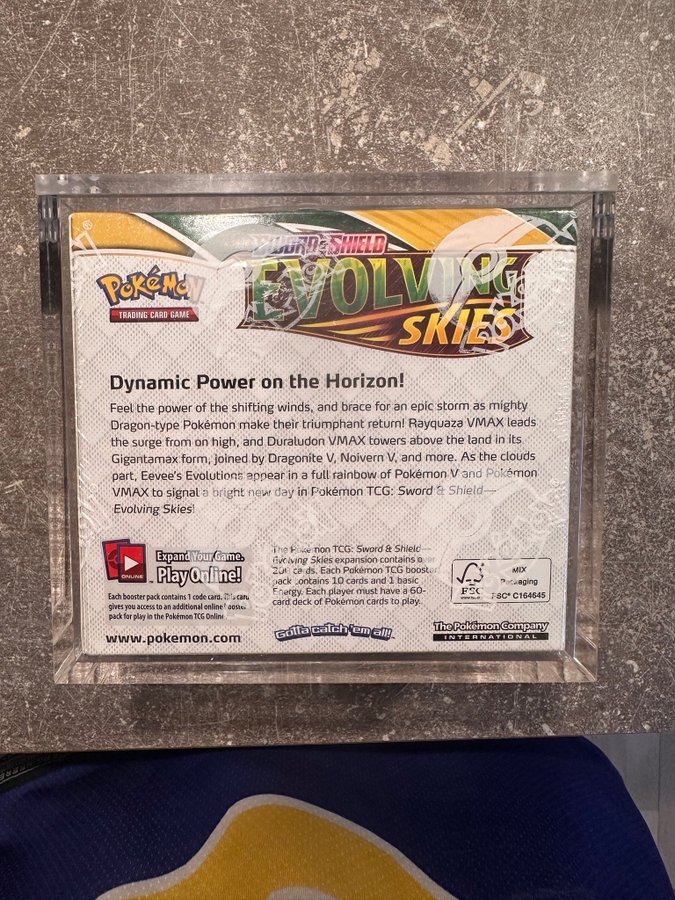 SWORD & SHIELD
EVOLVING
SKIES
POKéMON
TRADING CARD GAME
Dynamic Power on the Horizon!
Feel the power of the shifting winds, and brace for an epic storm as mighty
Dragon-type Pokémon make their triumphant return! Rayquaza VMAX leads
the surge from on high, and Duraludon VMAX towers above the land in its
Gigantamax form, joined by Dragonite V, Noivern V, and more. As the clouds
part, Eevee's Evolutions appear in a full rainbow of Pokémon V and Pokémon
VMAX to signal a bright new day in Pokémon TCG: Sword & Shield—
Evolving Skies!
ONLINE
Expand Your Game.
Play Online!
Each booster pack contains 1 code card. This card
gives you access to an additional online booster
pack for play in the Pokémon TCG Online.
The Pokémon TCG: Sword & Shield—
Evolving Skies expansion contains over
200 cards. Each Pokémon TCG booster
pack contains 10 cards and 1 basic
Energy. Each player must have a 60-
card deck of Pokémon cards to play.
FSC
MIX
Packaging
FSC® C164645
www.pokemon.com
Gotta catch 'em all!
The Pokémon Company
INTERNATIONAL